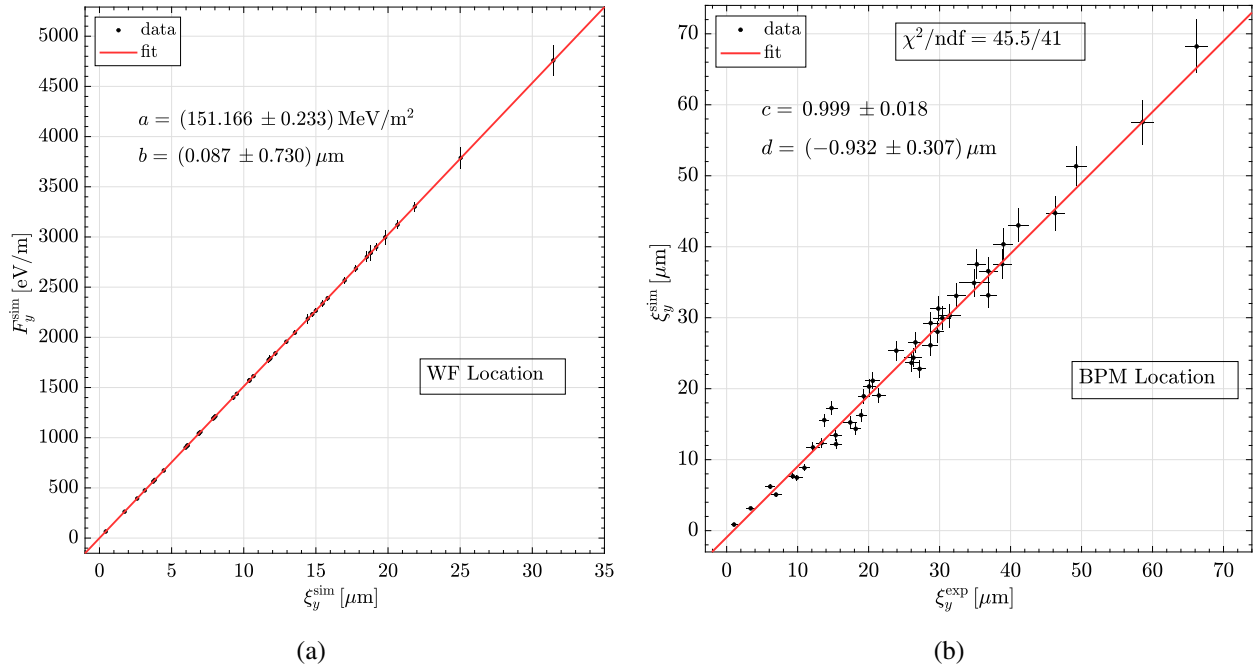 data
fit
a = (151.166 ± 0.233) MeV/m²
b = (0.087 ± 0.730) μm
WF Location
5000
4500
4000
3500
3000
2500
2000
1500
1000
500
0
F_y^sim [eV/m]
0 5 10 15 20 25 30 35
ξ_y^sim [μm]
(a)
data
fit
χ²/ndf = 45.5/41
c = 0.999 ± 0.018
d = (−0.932 ± 0.307) μm
BPM Location
70
60
50
40
30
20
10
0
ξ_y^sim [μm]
0 10 20 30 40 50 60 70
ξ_y^exp [μm]
(b)